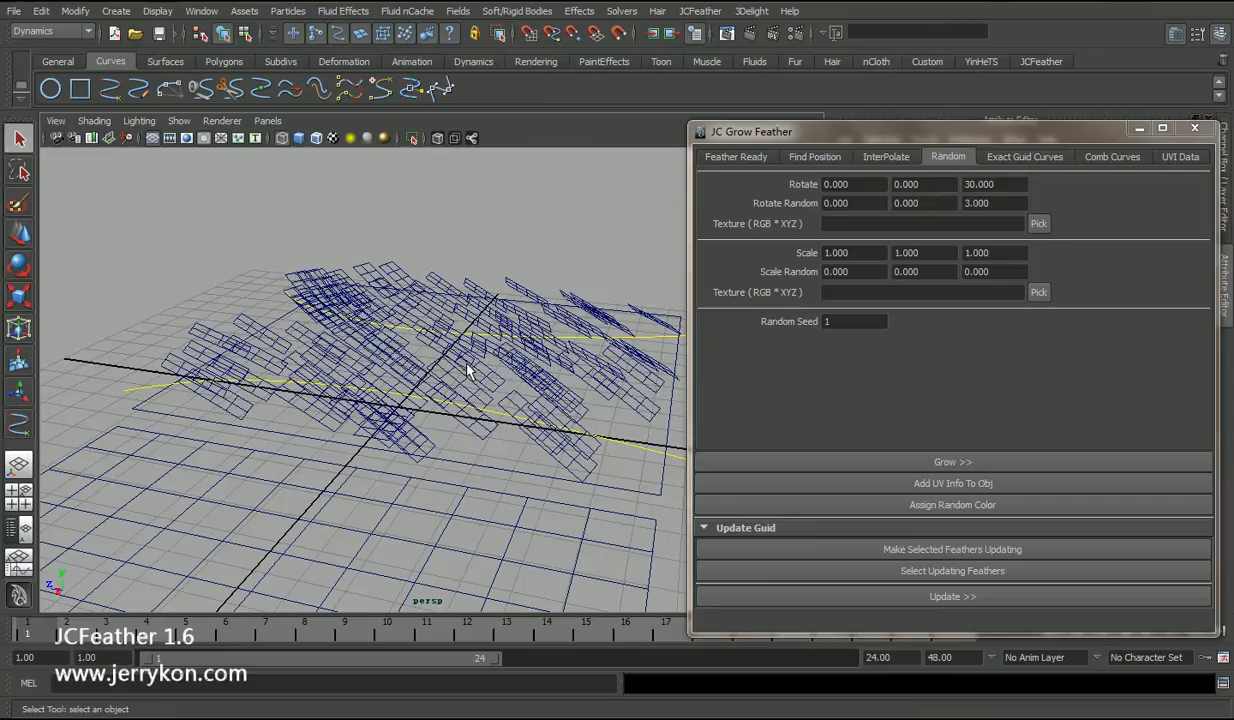 File Edit Modify Create Display Window Assets Particles Fluid Effects Fluid nCache Fields Soft/Rigid Bodies Effects Solvers Hair JCFeather 3Delight Help
Dynamics
General Curves Surfaces Polygons Subdivs Deformation Animation Dynamics Rendering PaintEffects Toon Muscle Fluids Fur Hair nCloth Custom YinHeTS JCFeather
View Shading Lighting Show Renderer Panels
JC Grow Feather
Feather Ready Find Position InterPolate Random Exact Guid Curves Comb Curves UVI Data
Rotate 0.000 0.000 30.000
Rotate Random 0.000 0.000 3.000
Texture ( RGB * XYZ ) Pick
Scale 1.000 1.000 1.000
Scale Random 0.000 0.000 0.000
Texture ( RGB * XYZ ) Pick
Random Seed 1
Grow >>
Add UV Info To Obj
Assign Random Color
Update Guid
Make Selected Feathers Updating
Select Updating Feathers
Update >>
persp
z y x
1 2 3 4 5 6 7 8 9 10 11 12 13 14 15 16 17
1
JCFeather 1.6
1.00 1.00 1 24 24.00 48.00 No Anim Layer No Character Set
www.jerrykon.com
MEL
Select Tool: select an object